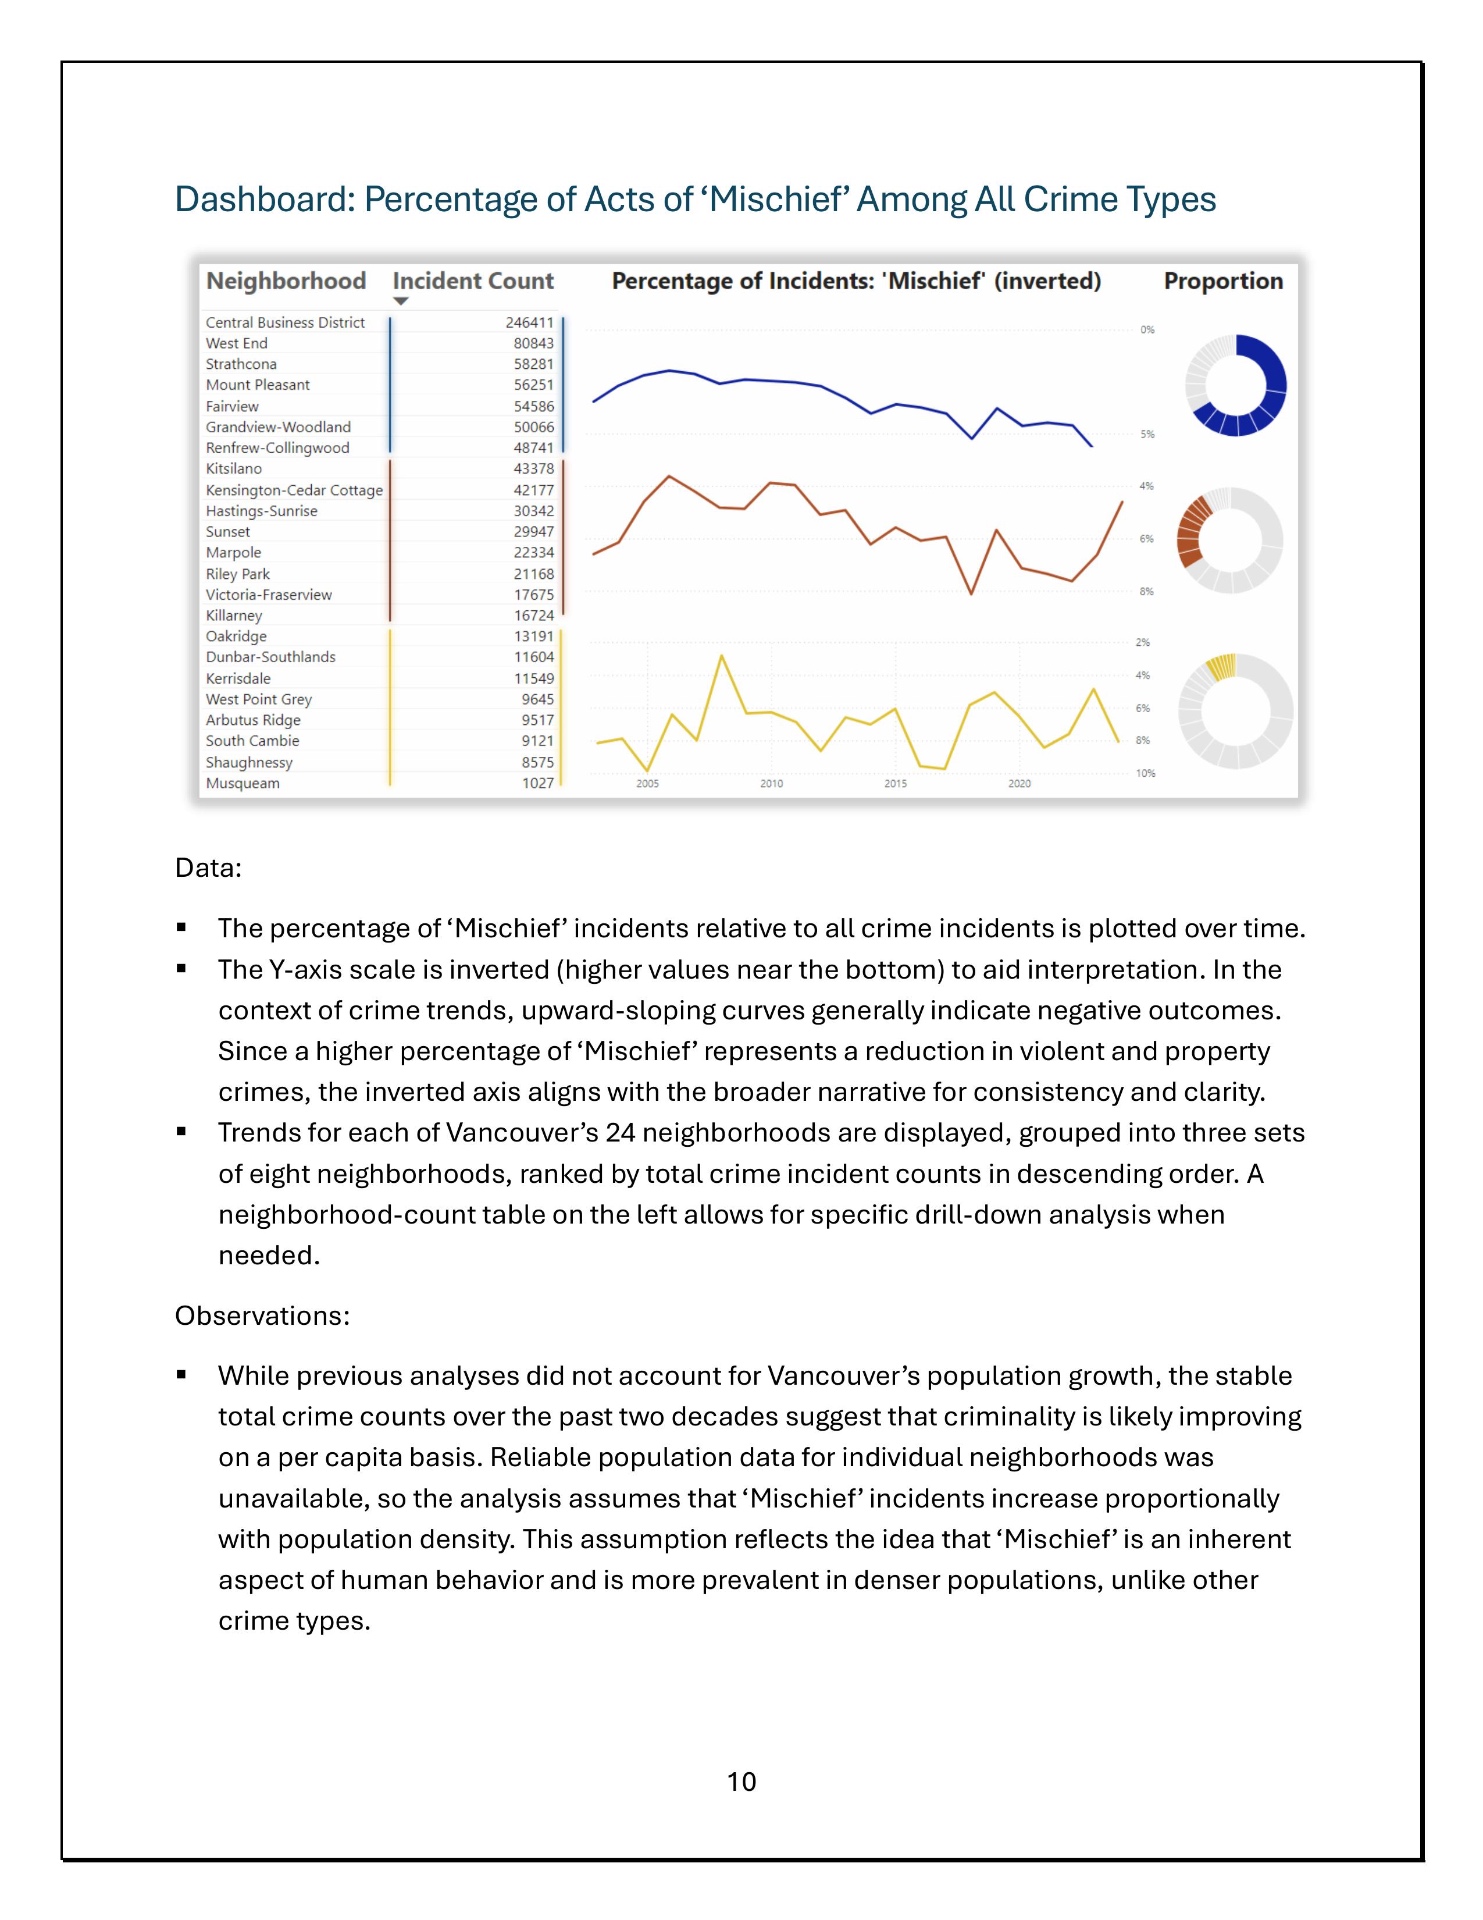 Dashboard: Percentage of Acts of ‘Mischief’ Among All Crime Types
Neighborhood Incident Count Percentage of Incidents: 'Mischief' (inverted) Proportion
Central Business District 246411
West End 80843
Strathcona 58281
Mount Pleasant 56251
Fairview 54586
Grandview-Woodland 50066
Renfrew-Collingwood 48741
Kitsilano 43378
Kensington-Cedar Cottage 42177
Hastings-Sunrise 30342
Sunset 29947
Marpole 22334
Riley Park 21168
Victoria-Fraserview 17675
Killarney 16724
Oakridge 13191
Dunbar-Southlands 11604
Kerrisdale 11549
West Point Grey 9645
Arbutus Ridge 9517
South Cambie 9121
Shaughnessy 8575
Musqueam 1027
0%
5%
4%
6%
8%
2%
4%
6%
8%
10%
2005 2010 2015 2020
Data:
▪ The percentage of ‘Mischief’ incidents relative to all crime incidents is plotted over time.
▪ The Y-axis scale is inverted (higher values near the bottom) to aid interpretation. In the
context of crime trends, upward-sloping curves generally indicate negative outcomes.
Since a higher percentage of ‘Mischief’ represents a reduction in violent and property
crimes, the inverted axis aligns with the broader narrative for consistency and clarity.
▪ Trends for each of Vancouver’s 24 neighborhoods are displayed, grouped into three sets
of eight neighborhoods, ranked by total crime incident counts in descending order. A
neighborhood-count table on the left allows for specific drill-down analysis when
needed.
Observations:
▪ While previous analyses did not account for Vancouver’s population growth, the stable
total crime counts over the past two decades suggest that criminality is likely improving
on a per capita basis. Reliable population data for individual neighborhoods was
unavailable, so the analysis assumes that ‘Mischief’ incidents increase proportionally
with population density. This assumption reflects the idea that ‘Mischief’ is an inherent
aspect of human behavior and is more prevalent in denser populations, unlike other
crime types.
10